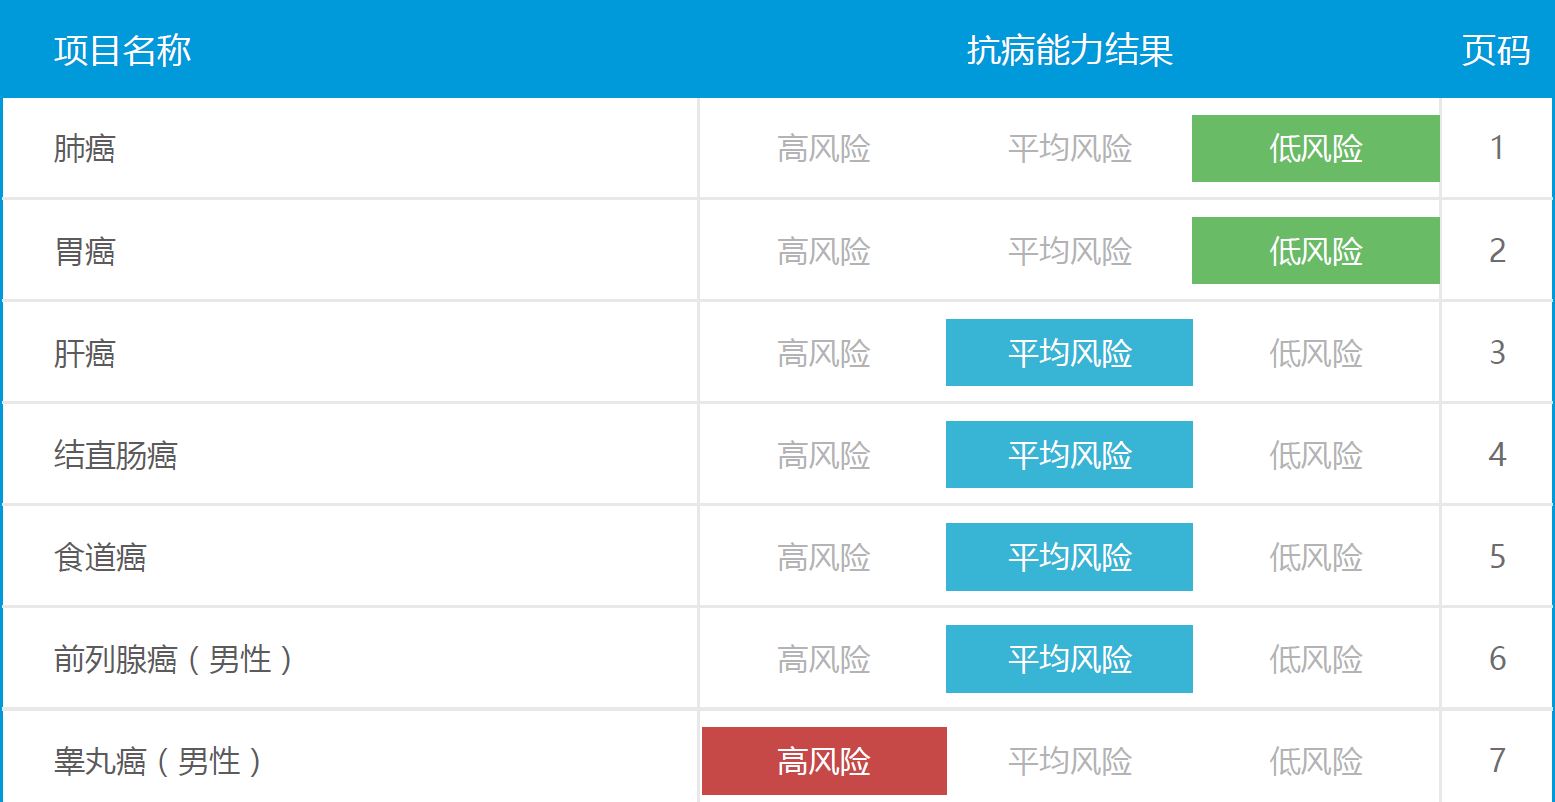 项目名称 抗病能力结果 页码
肺癌 高风险 平均风险 低风险 1
胃癌 高风险 平均风险 低风险 2
肝癌 高风险 平均风险 低风险 3
结直肠癌 高风险 平均风险 低风险 4
食道癌 高风险 平均风险 低风险 5
前列腺癌（男性） 高风险 平均风险 低风险 6
睾丸癌（男性） 高风险 平均风险 低风险 7